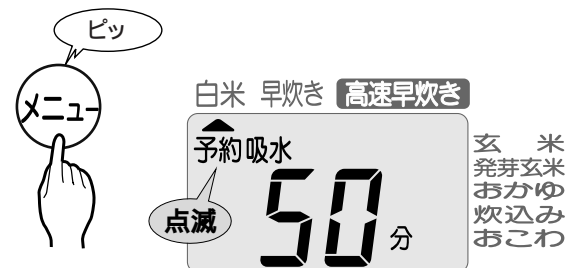 ピッ
メニュー
白米 早炊き 高速早炊き
予約 吸水
点滅
50分
玄 米
発芽玄米
おかゆ
炊込み
おこわ